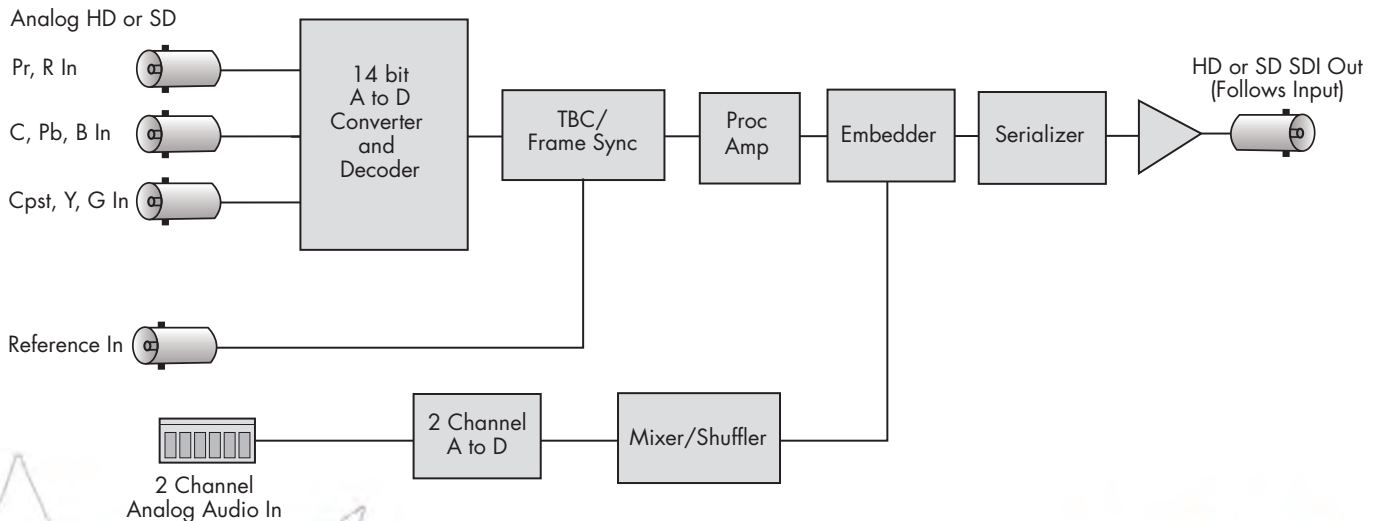 Analog HD or SD
Pr, R In
C, Pb, B In
Cpst, Y, G In
14 bit
A to D
Converter
and
Decoder
TBC/
Frame Sync
Proc
Amp
Embedder
Serializer
HD or SD SDI Out
(Follows Input)
Reference In
2 Channel
Analog Audio In
2 Channel
A to D
Mixer/Shuffler